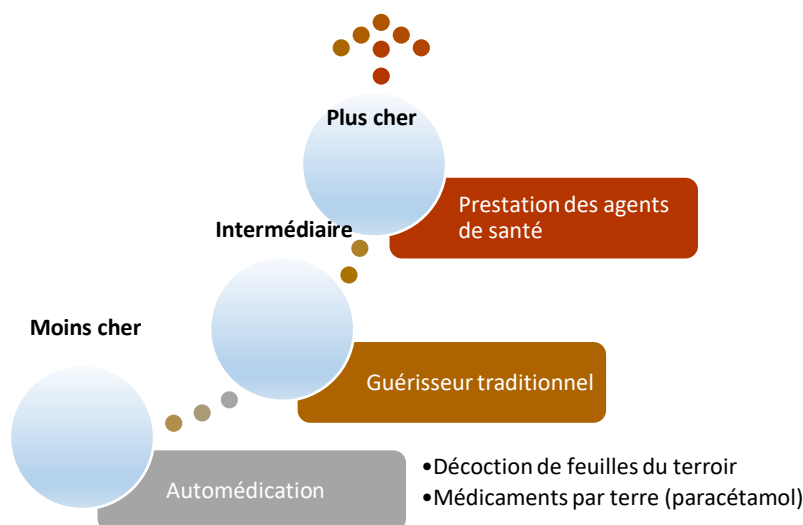 Plus cher
Prestation des agents
de santé
Intermédiaire
Guérisseur traditionnel
Moins cher
Automédication
•Décoction de feuilles du terroir
•Médicaments par terre (paracétamol)